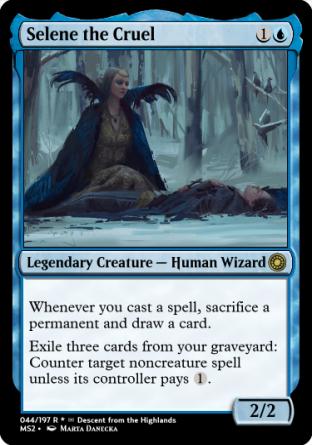 Selene the Cruel 1
Legendary Creature — Human Wizard
Whenever you cast a spell, sacrifice a
permanent and draw a card.
Exile three cards from your graveyard:
Counter target noncreature spell
unless its controller pays 1.
2/2
044/197 R * Descent from the Highlands
MS2 • Marta Danecka